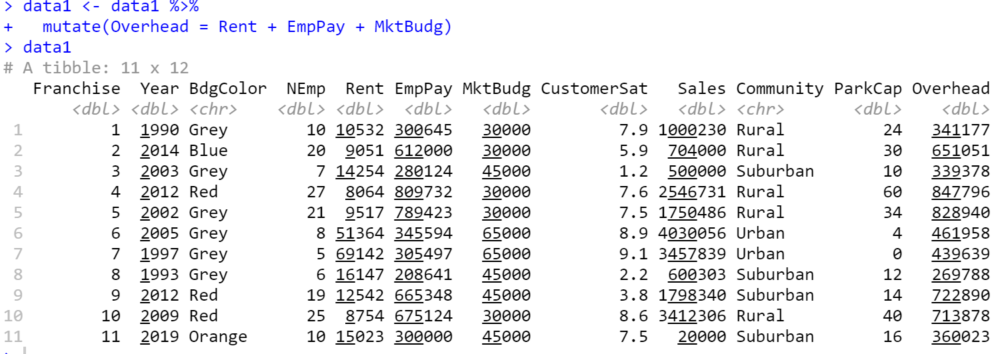 > data1 <- data1 %>%
+   mutate(Overhead = Rent + EmpPay + MktBudg)
> data1
# A tibble: 11 x 12
   Franchise  Year BdgColor  NEmp  Rent EmpPay MktBudg CustomerSat   Sales Community ParkCap Overhead
       <dbl> <dbl> <chr>    <dbl> <dbl>  <dbl>   <dbl>       <dbl>   <dbl> <chr>       <dbl>    <dbl>
 1         1  1990 Grey        10 10532 300645   30000         7.9 1000230 Rural          24   341177
 2         2  2014 Blue        20  9051 612000   30000         5.9  704000 Rural          30   651051
 3         3  2003 Grey         7 14254 280124   45000         1.2  500000 Suburban       10   339378
 4         4  2012 Red         27  8064 809732   30000         7.6 2546731 Rural          60   847796
 5         5  2002 Grey        21  9517 789423   30000         7.5 1750486 Rural          34   828940
 6         6  2005 Grey         8 51364 345594   65000         8.9 4030056 Urban           4   461958
 7         7  1997 Grey         5 69142 305497   65000         9.1 3457839 Urban           0   439639
 8         8  1993 Grey         6 16147 208641   45000         2.2  600303 Suburban       12   269788
 9         9  2012 Red         19 12542 665348   45000         3.8 1798340 Suburban       14   722890
10        10  2009 Red         25  8754 675124   30000         8.6 3412306 Rural          40   713878
11        11  2019 Orange      10 15023 300000   45000         7.5   20000 Suburban       16   360023